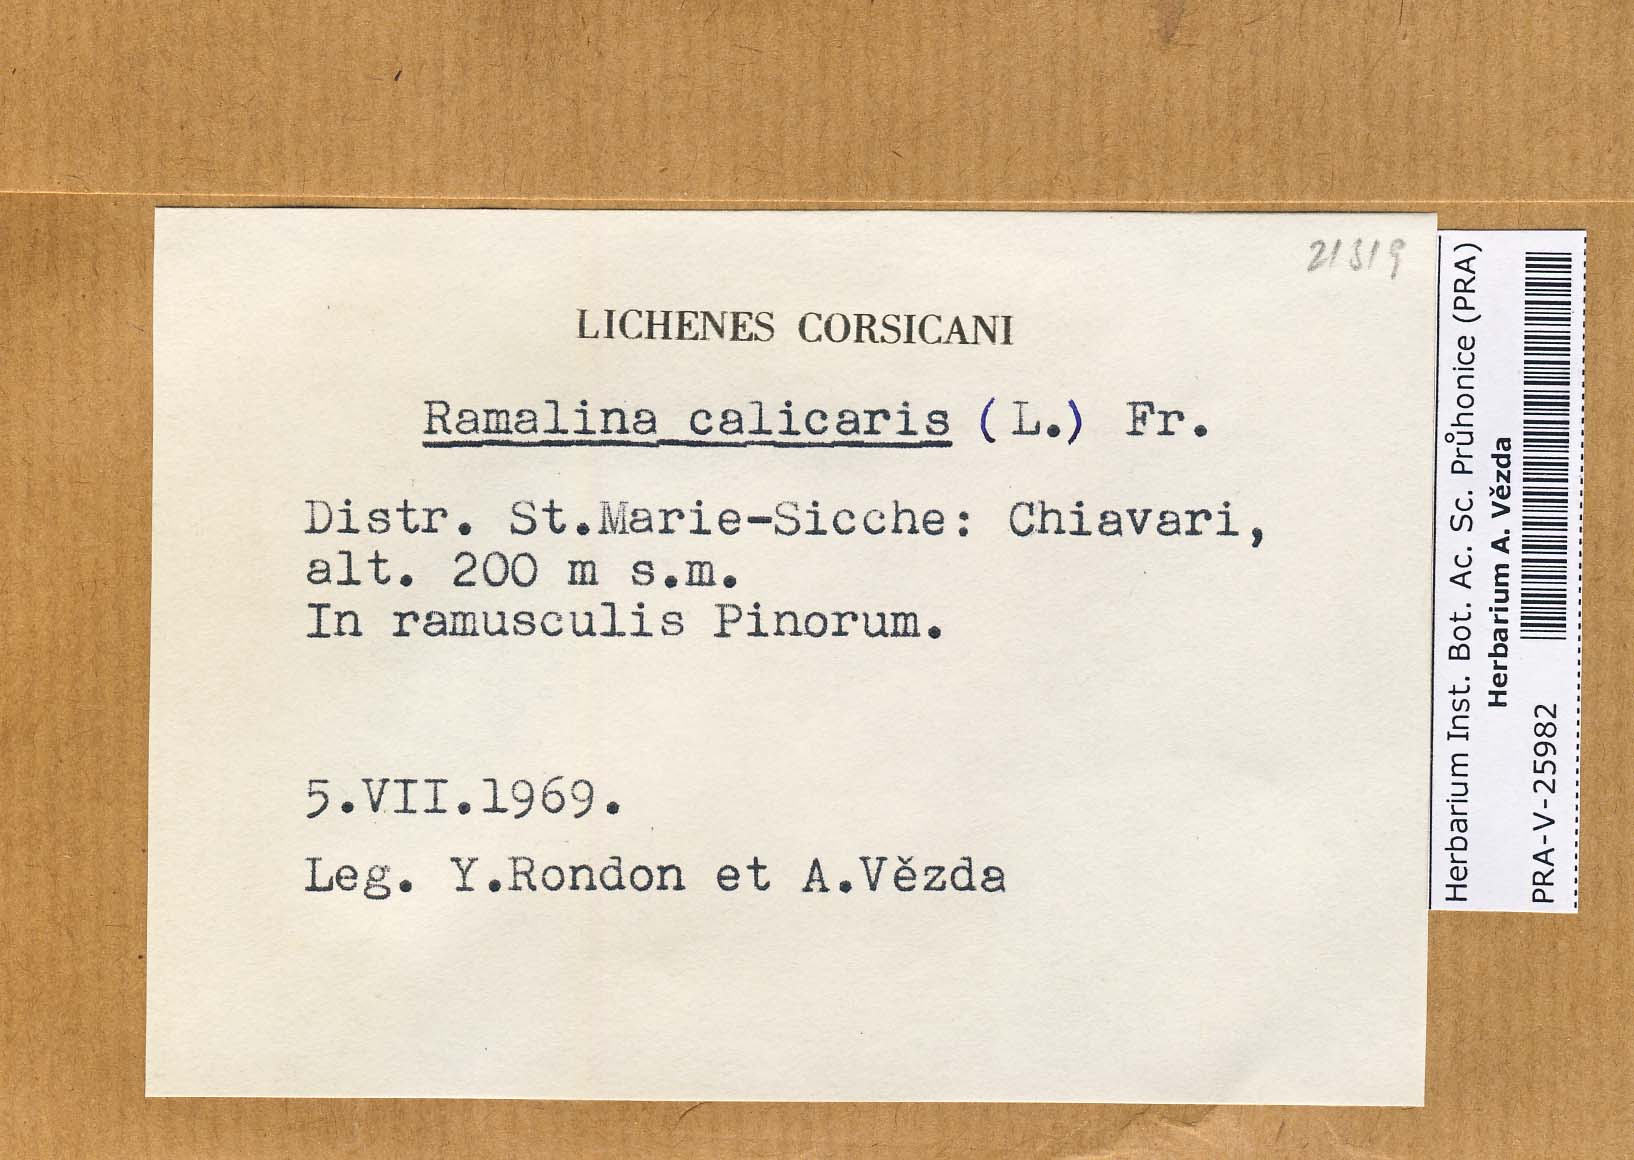 21319
LICHENES CORSICANI
Ramalina calicaris (L.) Fr.
Distr. St.Marie-Sicche: Chiavari,
alt. 200 m s.m.
In ramusculis Pinorum.
5.VII.1969.
Leg. Y.Rondon et A.Vězda
Herbarium Inst. Bot. Ac. Sc. Průhonice (PRA)
Herbarium A. Vězda
PRA-V-25982